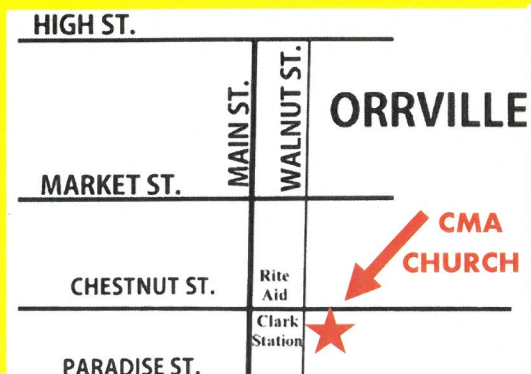 HIGH ST.
MAIN ST.
WALNUT ST.
ORRVILLE
MARKET ST.
CMA
CHURCH
CHESTNUT ST.
Rite
Aid
Clark
Station
PARADISE ST.